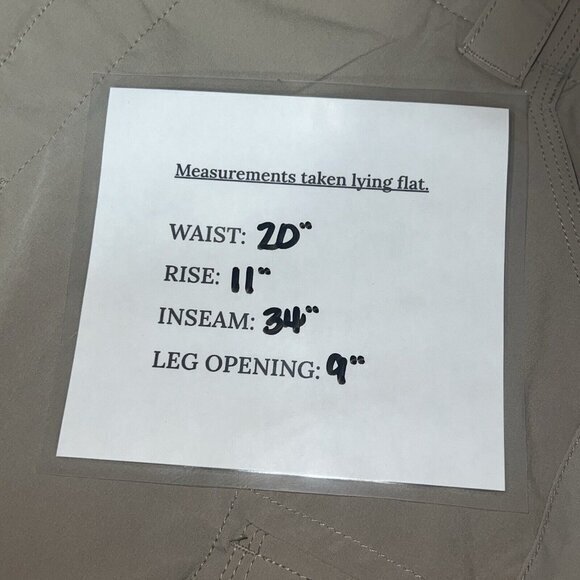 Measurements taken lying flat.
WAIST: 20"
RISE: 11"
INSEAM: 34"
LEG OPENING: 9"